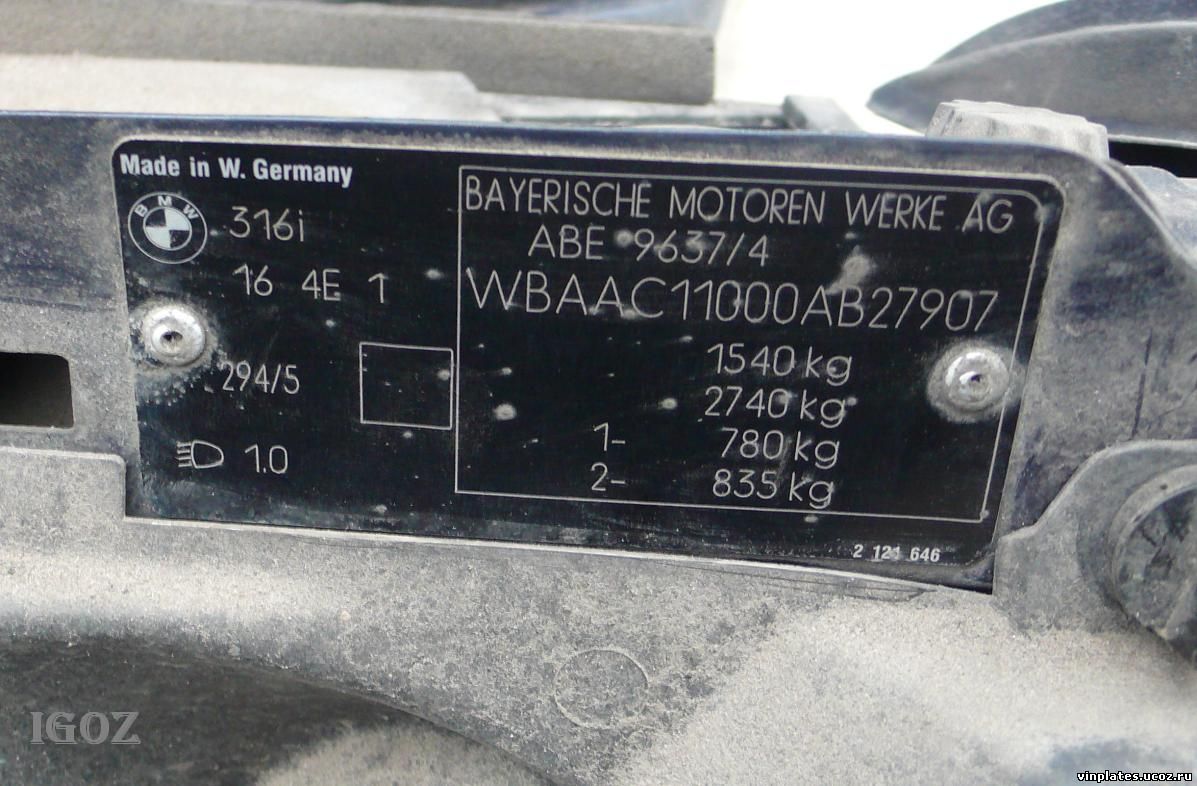 Made in W. Germany
BMW
316i
16 4E 1
294/5
1.0
BAYERISCHE MOTOREN WERKE AG
ABE 9637/4
WBAAC11000AB27907
1540 kg
2740 kg
1- 780 kg
2- 835 kg
2 121 646
IGOZ
vinplates.ucoz.ru